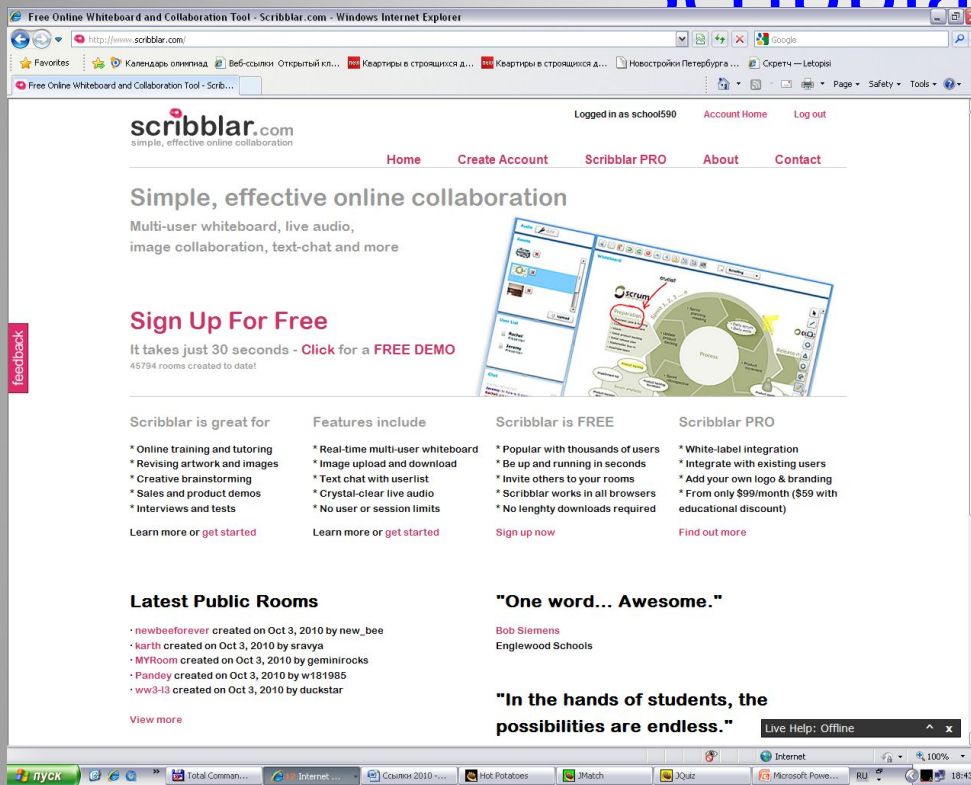 Free Online Whiteboard and Collaboration Tool - Scribblar.com - Windows Internet Explorer
http://www.scribblar.com/
Google
Favorites Календарь олимпиад Веб-ссылки Открытый кл... Квартиры в строящихся д... Квартиры в строящихся д... Новостройки Петербурга ... Скретч — Letopisi
Free Online Whiteboard and Collaboration Tool - Scrib...
Page Safety Tools
scribblar.com
simple, effective online collaboration
Logged in as school590 Account Home Log out
Home Create Account Scribblar PRO About Contact
Simple, effective online collaboration
Multi-user whiteboard, live audio,
image collaboration, text-chat and more
Sign Up For Free
It takes just 30 seconds - Click for a FREE DEMO
45794 rooms created to date!
feedback
Audio
Whiteboard
Upload
User List
Rachel
Jeremy
Chat
scrum
Preparation
Process
Scribblar is great for
* Online training and tutoring
* Revising artwork and images
* Creative brainstorming
* Sales and product demos
* Interviews and tests
Learn more or get started
Features include
* Real-time multi-user whiteboard
* Image upload and download
* Text chat with userlist
* Crystal-clear live audio
* No user or session limits
Learn more or get started
Scribblar is FREE
* Popular with thousands of users
* Be up and running in seconds
* Invite others to your rooms
* Scribblar works in all browsers
* No lenghty downloads required
Sign up now
Scribblar PRO
* White-label integration
* Integrate with existing users
* Add your own logo & branding
* From only $99/month ($59 with
educational discount)
Find out more
Latest Public Rooms
· newbeeforever created on Oct 3, 2010 by new_bee
· karth created on Oct 3, 2010 by sravya
· MYRoom created on Oct 3, 2010 by geminirocks
· Pandey created on Oct 3, 2010 by w181985
· ww3-l3 created on Oct 3, 2010 by duckstar
View more
"One word... Awesome."
Bob Siemens
Englewood Schools
"In the hands of students, the
possibilities are endless."
Live Help: Offline ^ x
Internet 100%
пуск Total Comman... 12 Internet ... Ссылки 2010 -... Hot Potatoes JMatch JQuiz Microsoft Powe... RU 18:43